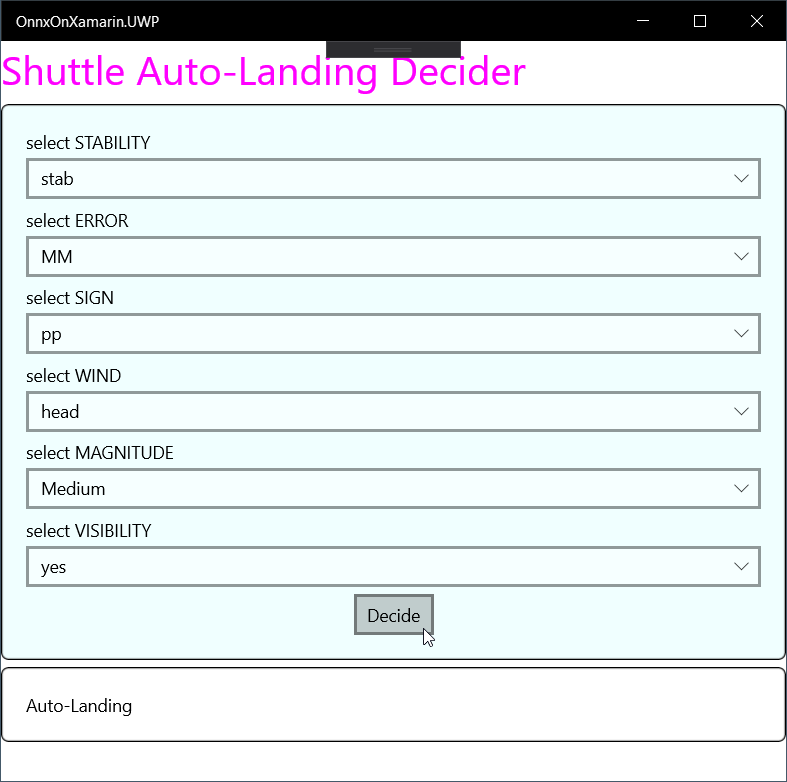 OnnxOnXamarin.UWP
Shuttle Auto-Landing Decider
select STABILITY
stab
select ERROR
MM
select SIGN
pp
select WIND
head
select MAGNITUDE
Medium
select VISIBILITY
yes
Decide
Auto-Landing